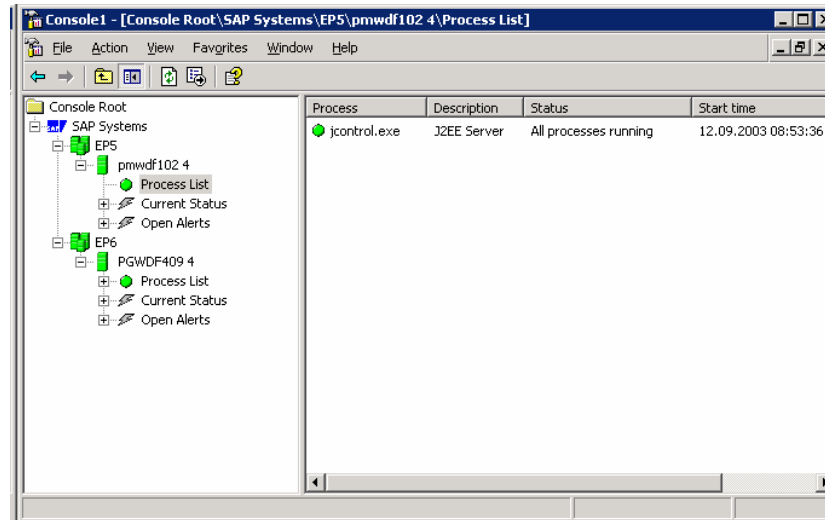 Console1 - [Console Root\SAP Systems\EP5\pmwdf102 4\Process List]
File Action View Favorites Window Help
Console Root
SAP Systems
EP5
pmwdf102 4
Process List
Current Status
Open Alerts
EP6
PGWDF409 4
Process List
Current Status
Open Alerts
Process Description Status Start time
jcontrol.exe J2EE Server All processes running 12.09.2003 08:53:36